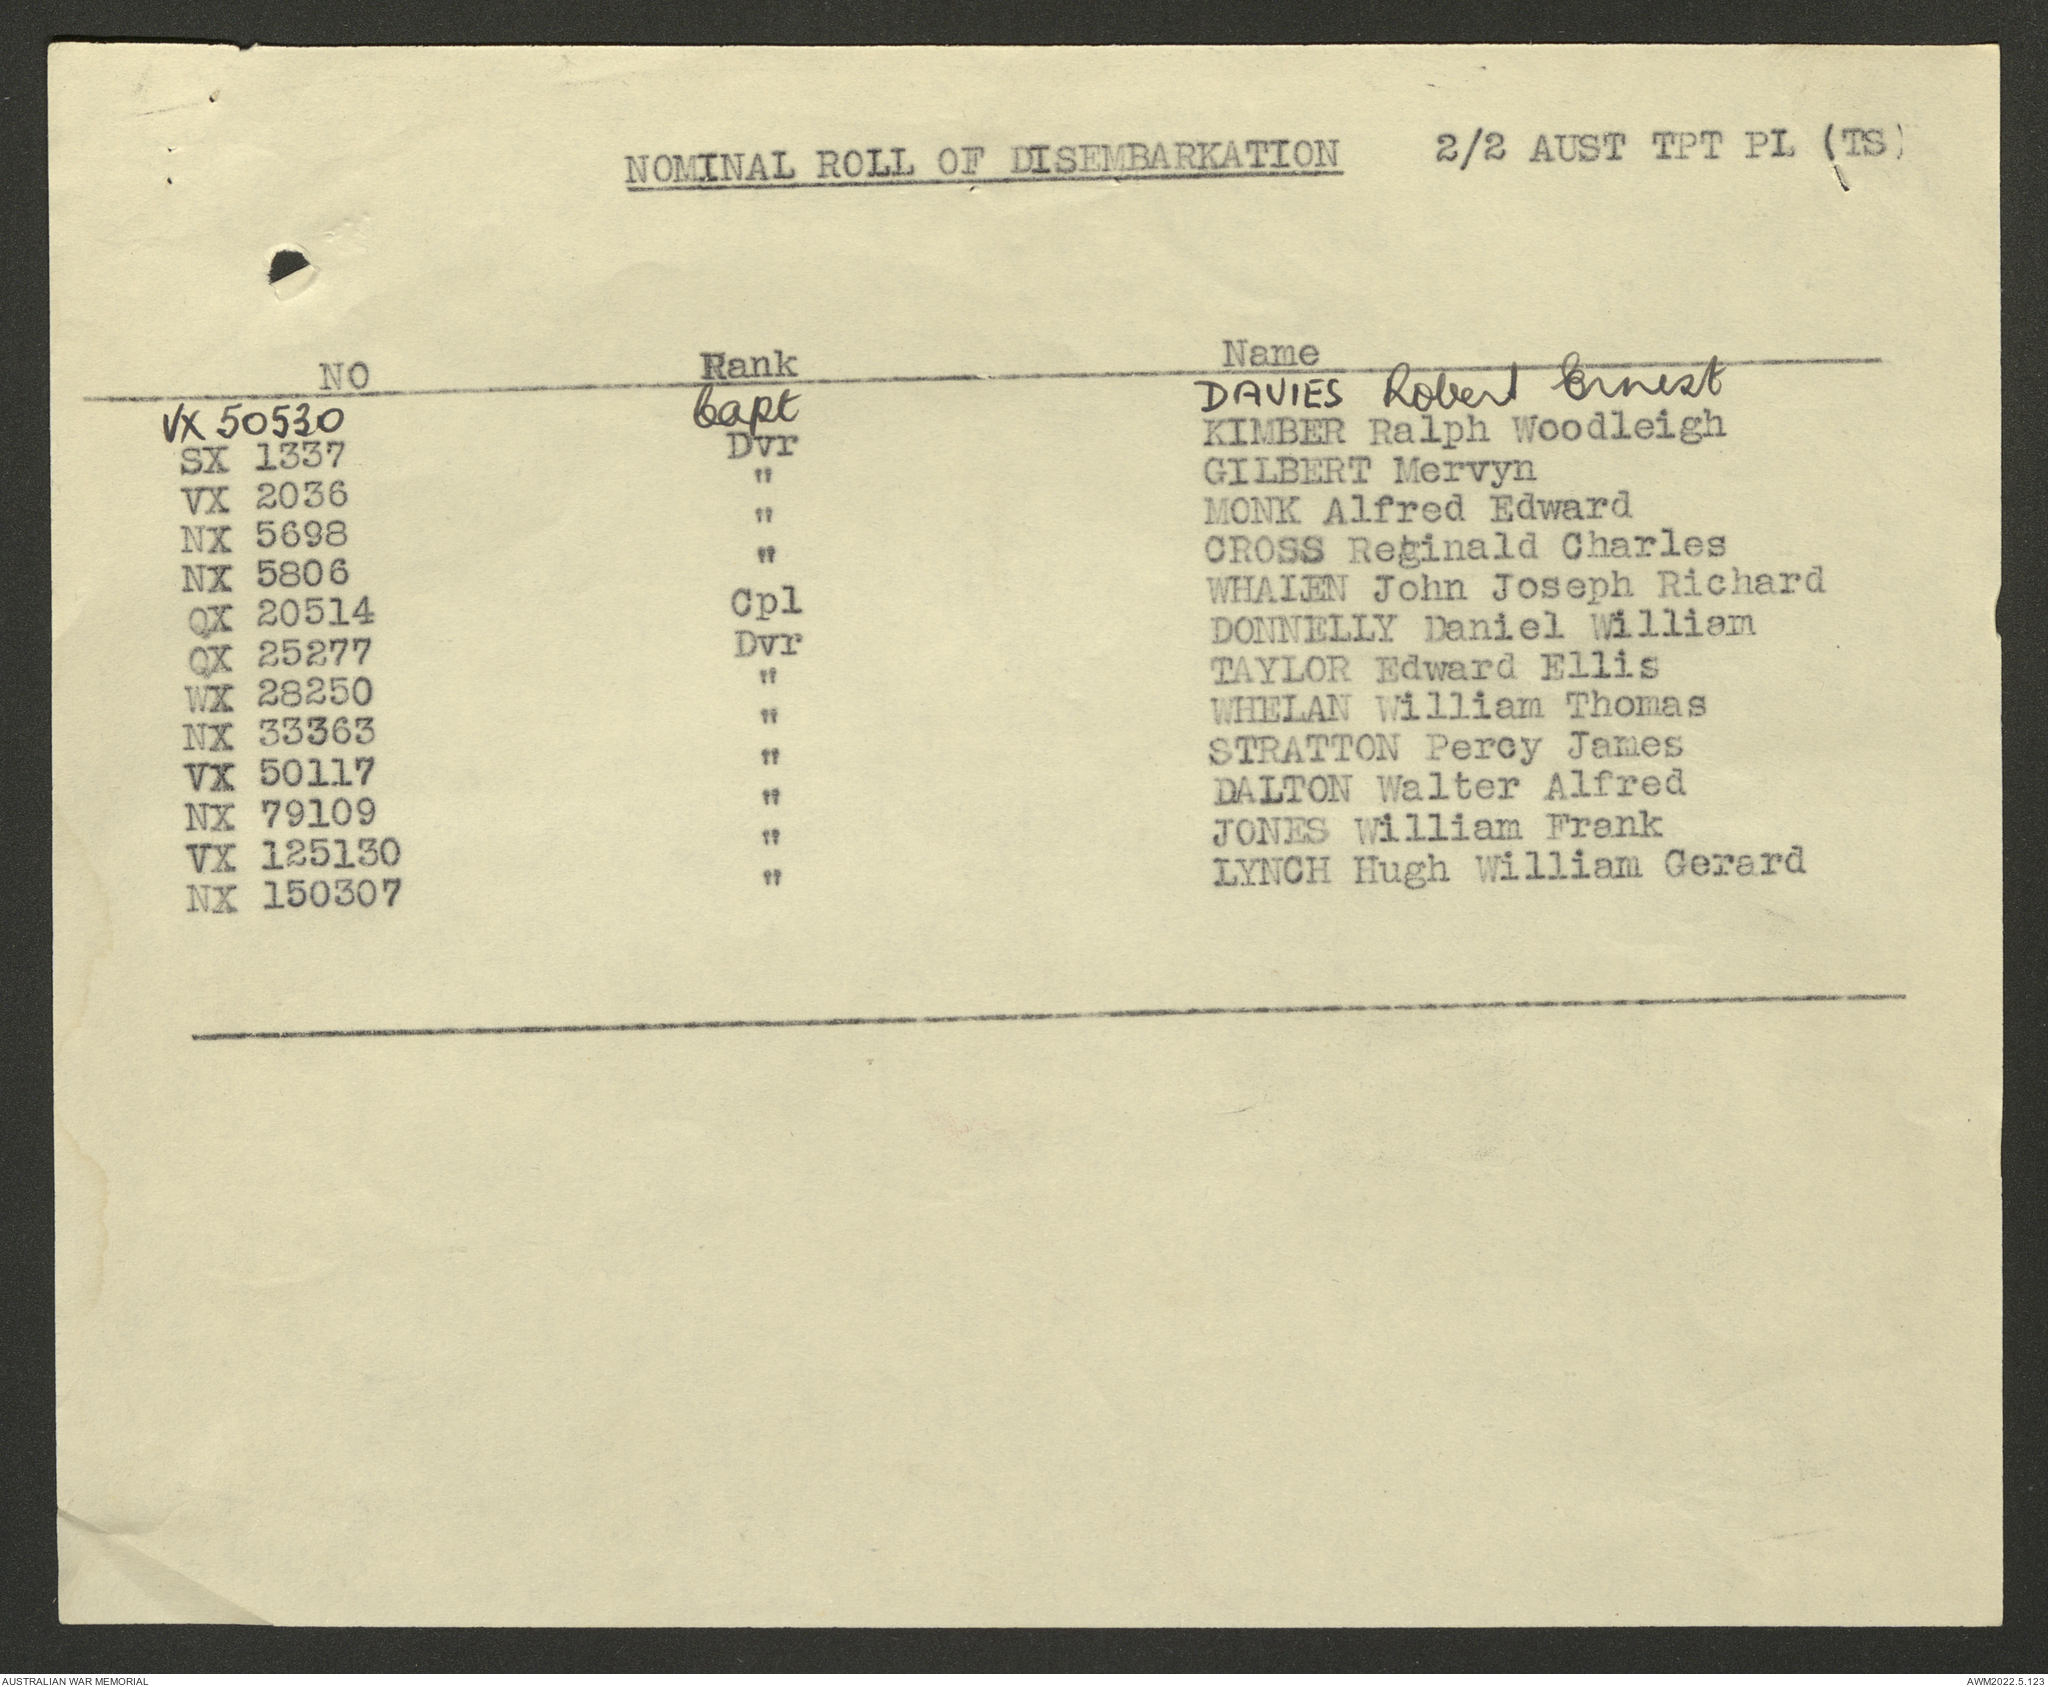 NOMINAL ROLL OF DISEMBARKATION 2/2 AUST TPT PL (TS)
NO Rank Name
VX 50530 Capt DAVIES Robert Ernest
SX 1337 Dvr KIMBER Ralph Woodleigh
VX 2036 " GILBERT Mervyn
NX 5698 " MONK Alfred Edward
NX 5806 " CROSS Reginald Charles
QX 20514 Cpl WHALEN John Joseph Richard
QX 25277 Dvr DONNELLY Daniel William
WX 28250 " TAYLOR Edward Ellis
NX 33363 " WHELAN William Thomas
VX 50117 " STRATTON Percy James
NX 79109 " DALTON Walter Alfred
VX 125130 " JONES William Frank
NX 150307 " LYNCH Hugh William Gerard
AUSTRALIAN WAR MEMORIAL AWM2022.5.123